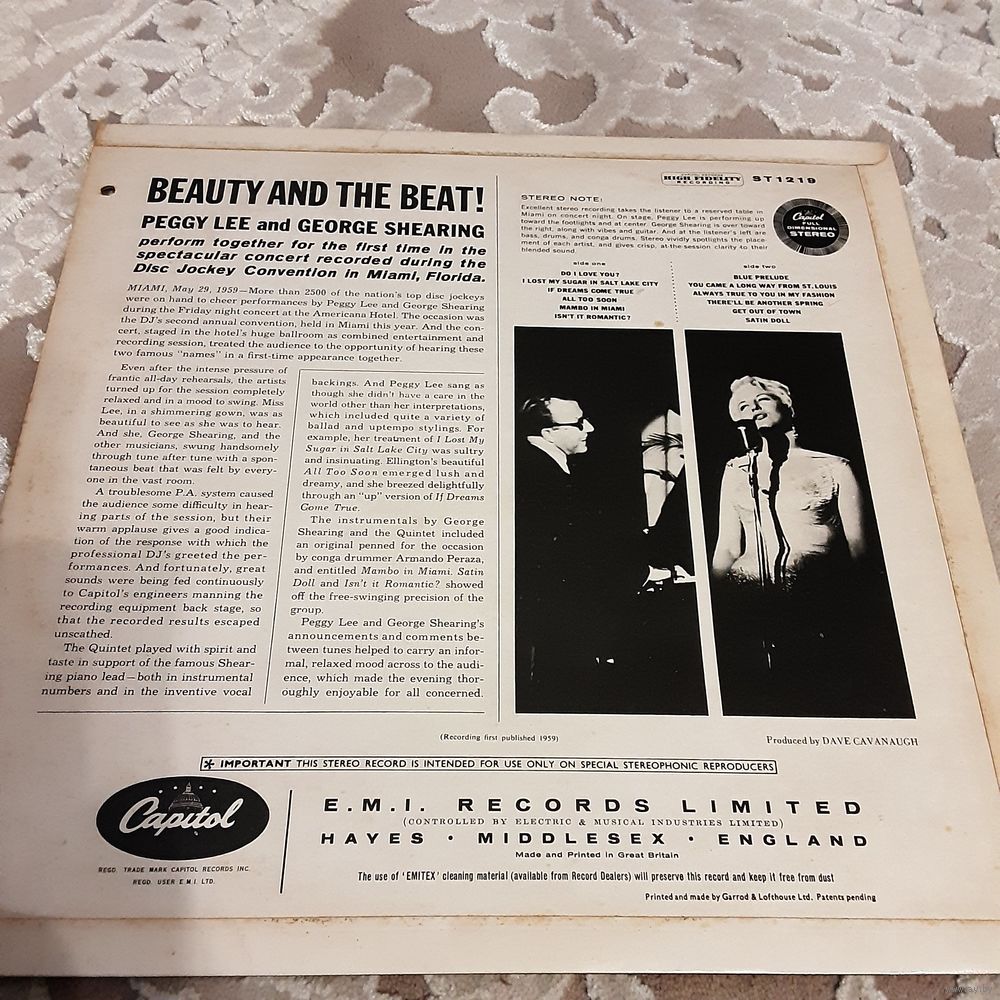 BEAUTY AND THE BEAT!
PEGGY LEE and GEORGE SHEARING
perform together for the first time in the
spectacular concert recorded during the
Disc Jockey Convention in Miami, Florida.
MIAMI, May 29, 1959—More than 2500 of the nation's top disc jockeys
were on hand to cheer performances by Peggy Lee and George Shearing
during the Friday night concert at the Americana Hotel. The occasion was
the DJ's second annual convention, held in Miami this year. And the con-
cert, staged in the hotel's huge ballroom as combined entertainment and
recording session, treated the audience to the opportunity of hearing these
two famous "names" in a first-time appearance together.
Even after the intense pressure of
frantic all-day rehearsals, the artists
turned up for the session completely
relaxed and in a mood to swing. Miss
Lee, in a shimmering gown, was as
beautiful to see as she was to hear.
And she, George Shearing, and the
other musicians, swung handsomely
through tune after tune with a spon-
taneous beat that was felt by every-
one in the vast room.
A troublesome P.A. system caused
the audience some difficulty in hear-
ing parts of the session, but their
warm applause gives a good indica-
tion of the response with which the
professional DJ's greeted the per-
formances. And fortunately, great
sounds were being fed continuously
to Capitol's engineers manning the
recording equipment back stage, so
that the recorded results escaped
unscathed.
The Quintet played with spirit and
taste in support of the famous Shear-
ing piano lead—both in instrumental
numbers and in the inventive vocal
backings. And Peggy Lee sang as
though she didn't have a care in the
world other than her interpretations,
which included quite a variety of
ballad and uptempo stylings. For
example, her treatment of I Lost My
Sugar in Salt Lake City was sultry
and insinuating. Ellington's beautiful
All Too Soon emerged lush and
dreamy, and she breezed delightfully
through an "up" version of If Dreams
Come True.
The instrumentals by George
Shearing and the Quintet included
an original penned for the occasion
by conga drummer Armando Peraza,
and entitled Mambo in Miami. Satin
Doll and Isn't it Romantic? showed
off the free-swinging precision of the
group.
Peggy Lee and George Shearing's
announcements and comments be-
tween tunes helped to carry an infor-
mal, relaxed mood across to the audi-
ence, which made the evening thor-
oughly enjoyable for all concerned.
HIGH FIDELITY
RECORDING
ST1219
STEREO NOTE:
Excellent stereo recording takes the listener to a reserved table in
Miami on concert night. On stage, Peggy Lee is performing up
toward the footlights and at center. George Shearing is over toward
the right, along with vibes and guitar. And at the listener's left are
bass, drums, and conga drums. Stereo vividly spotlights the place-
ment of each artist, and gives crisp, at-the-session clarity to their
blended sound.
Capitol
FULL
DIMENSIONAL
STEREO
side one
DO I LOVE YOU?
I LOST MY SUGAR IN SALT LAKE CITY
IF DREAMS COME TRUE
ALL TOO SOON
MAMBO IN MIAMI
ISN'T IT ROMANTIC?
side two
BLUE PRELUDE
YOU CAME A LONG WAY FROM ST. LOUIS
ALWAYS TRUE TO YOU IN MY FASHION
THERE'LL BE ANOTHER SPRING
GET OUT OF TOWN
SATIN DOLL
(Recording first published 1959)
Produced by DAVE CAVANAUGH
* IMPORTANT THIS STEREO RECORD IS INTENDED FOR USE ONLY ON SPECIAL STEREOPHONIC REPRODUCERS
Capitol
REGD. TRADE MARK CAPITOL RECORDS INC.
REGD. USER E.M.I. LTD.
E.M.I. RECORDS LIMITED
(CONTROLLED BY ELECTRIC & MUSICAL INDUSTRIES LIMITED)
HAYES • MIDDLESEX • ENGLAND
Made and Printed in Great Britain
The use of 'EMITEX' cleaning material (available from Record Dealers) will preserve this record and keep it free from dust
Printed and made by Garrod & Lofthouse Ltd. Patents pending